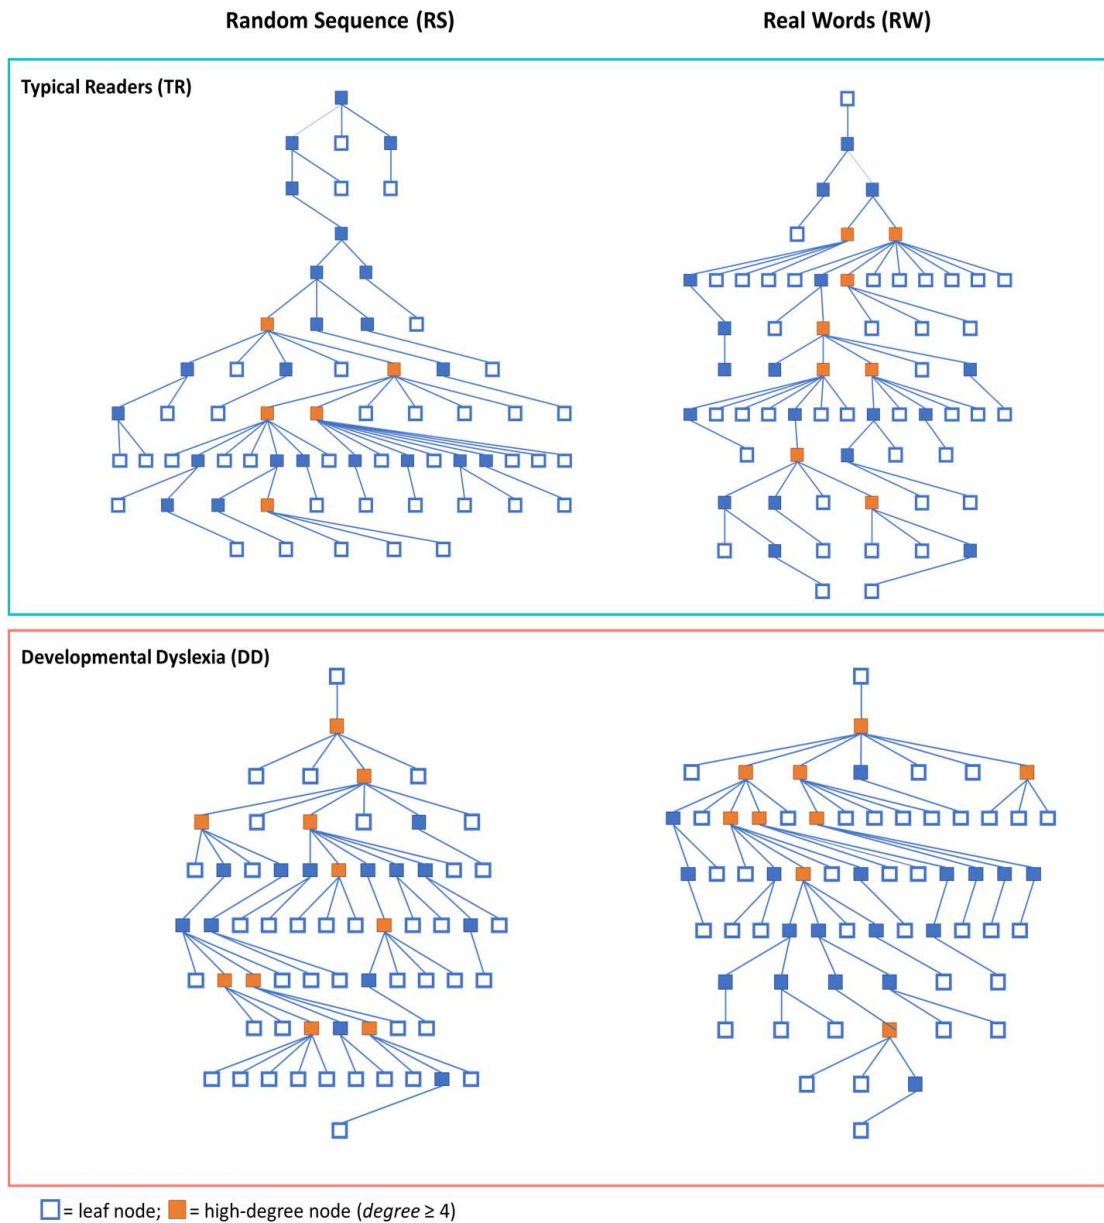 Random Sequence (RS)
Real Words (RW)
Typical Readers (TR)
Developmental Dyslexia (DD)
= leaf node; = high-degree node (degree ≥ 4)